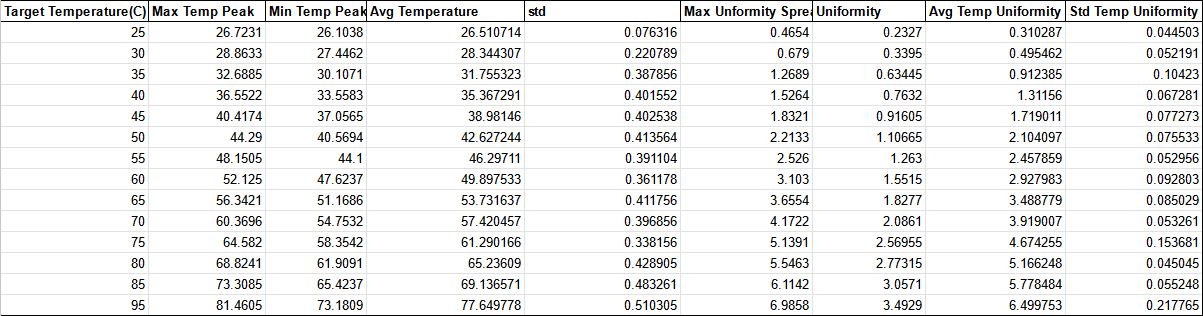 Target Temperature(C) Max Temp Peak Min Temp Peak Avg Temperature std Max Unformity Sprea Uniformity Avg Temp Uniformity Std Temp Uniformity
25 26.7231 26.1038 26.510714 0.076316 0.4654 0.2327 0.310287 0.044503
30 28.8633 27.4462 28.344307 0.220789 0.679 0.3395 0.495462 0.052191
35 32.6885 30.1071 31.755323 0.387856 1.2689 0.63445 0.912385 0.10423
40 36.5522 33.5583 35.367291 0.401552 1.5264 0.7632 1.31156 0.067281
45 40.4174 37.0565 38.98146 0.402538 1.8321 0.91605 1.719011 0.077273
50 44.29 40.5694 42.627244 0.413564 2.2133 1.10665 2.104097 0.075533
55 48.1505 44.1 46.29711 0.391104 2.526 1.263 2.457859 0.052956
60 52.125 47.6237 49.897533 0.361178 3.103 1.5515 2.927983 0.092803
65 56.3421 51.1686 53.731637 0.411756 3.6554 1.8277 3.488779 0.085029
70 60.3696 54.7532 57.420457 0.396856 4.1722 2.0861 3.919007 0.053261
75 64.582 58.3542 61.290166 0.338156 5.1391 2.56955 4.674255 0.153681
80 68.8241 61.9091 65.23609 0.428905 5.5463 2.77315 5.166248 0.045045
85 73.3085 65.4237 69.136571 0.483261 6.1142 3.0571 5.778484 0.055248
95 81.4605 73.1809 77.649778 0.510305 6.9858 3.4929 6.499753 0.217765